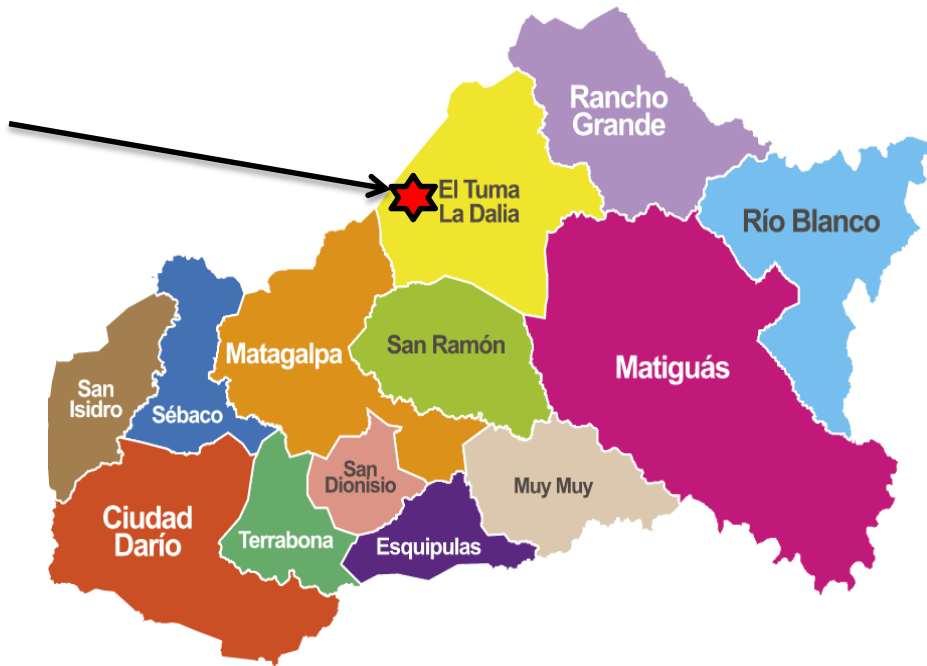 Rancho
Grande
El Tuma
La Dalia
Río Blanco
San Ramón
Matagalpa
Matiguás
San
Isidro
Sébaco
San
Dionisio
Muy Muy
Ciudad
Darío
Terrabona
Esquipulas